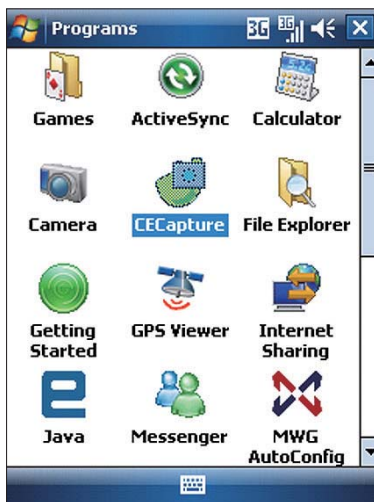 Programs 3G 3G
Games ActiveSync Calculator
Camera CECapture File Explorer
Getting Started GPS Viewer Internet Sharing
Java Messenger MWG AutoConfig